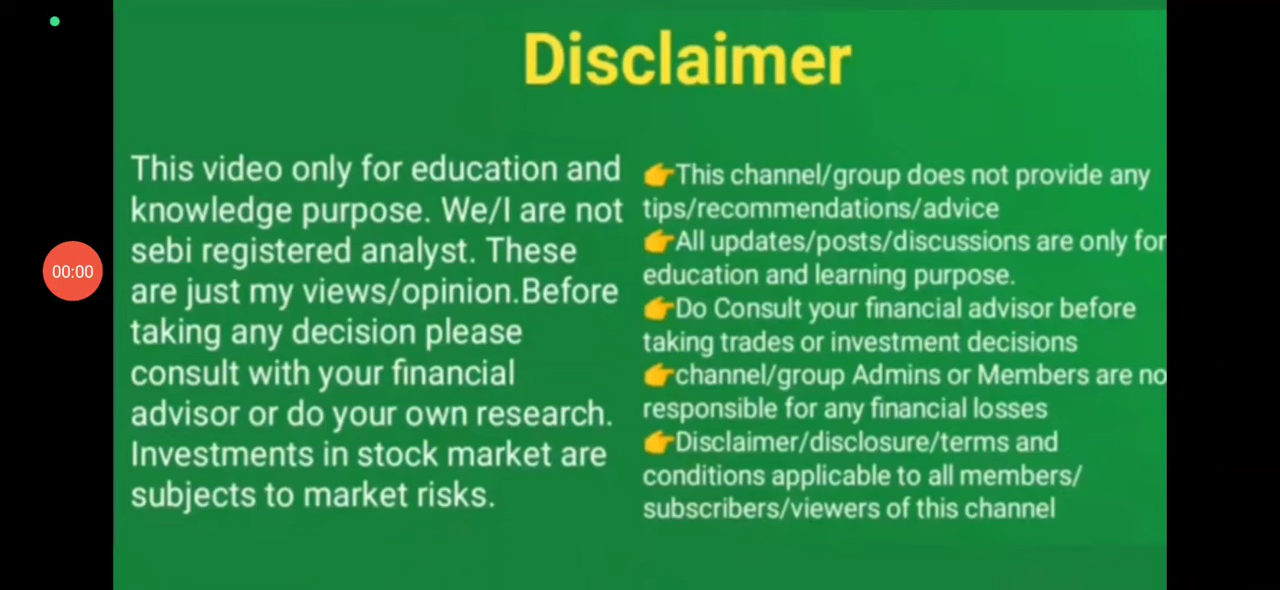 Disclaimer
This video only for education and
knowledge purpose. We/I are not
sebi registered analyst. These
are just my views/opinion.Before
taking any decision please
consult with your financial
advisor or do your own research.
Investments in stock market are
subjects to market risks.
👉This channel/group does not provide any
tips/recommendations/advice
👉All updates/posts/discussions are only for
education and learning purpose.
👉Do Consult your financial advisor before
taking trades or investment decisions
👉channel/group Admins or Members are no
responsible for any financial losses
👉Disclaimer/disclosure/terms and
conditions applicable to all members/
subscribers/viewers of this channel
00:00